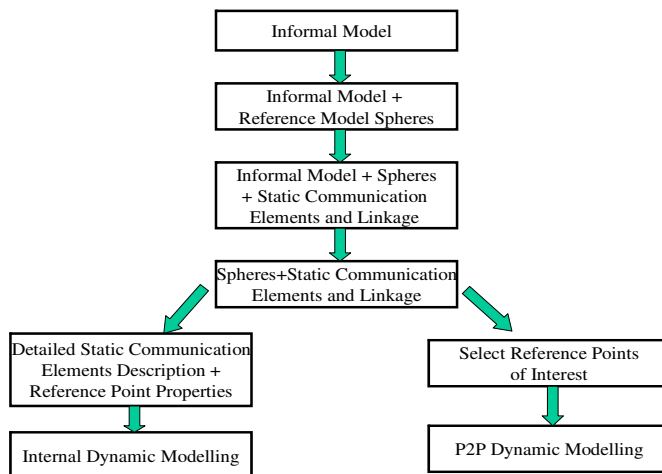 Informal Model
Informal Model +
Reference Model Spheres
Informal Model + Spheres
+ Static Communication
Elements and Linkage
Spheres+Static Communication
Elements and Linkage
Detailed Static Communication
Elements Description +
Reference Point Properties
Internal Dynamic Modelling
Select Reference Points
of Interest
P2P Dynamic Modelling